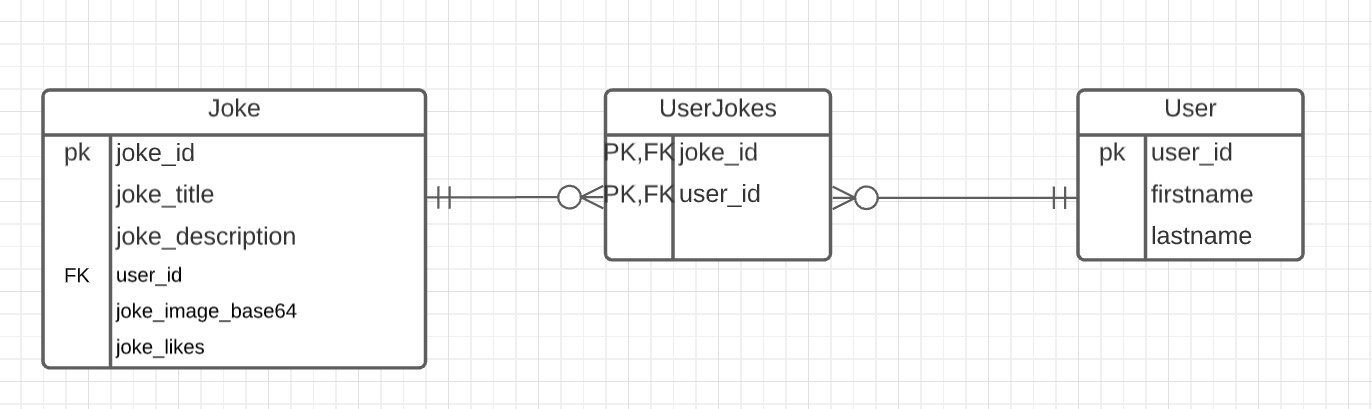 Joke
pk joke_id
joke_title
joke_description
FK user_id
joke_image_base64
joke_likes
UserJokes
PK,FK joke_id
PK,FK user_id
User
pk user_id
firstname
lastname